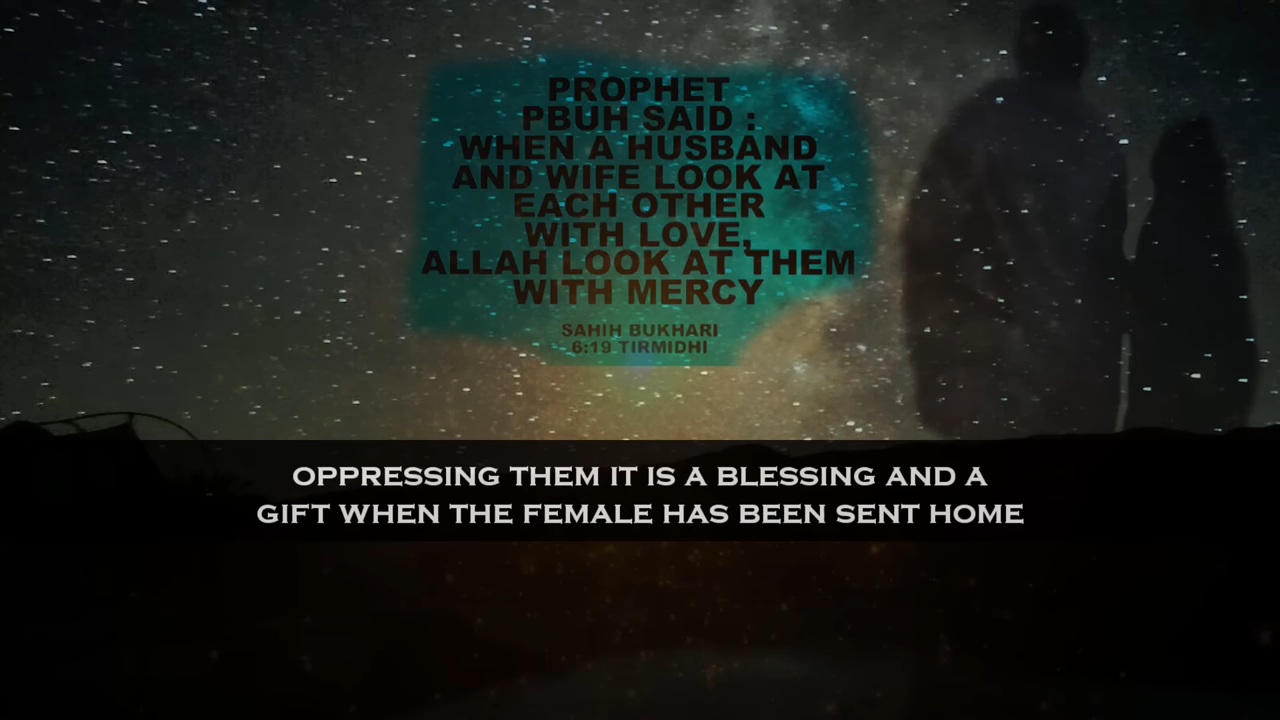 PROPHET
PBUH SAID :
WHEN A HUSBAND
AND WIFE LOOK AT
EACH OTHER
WITH LOVE,
ALLAH LOOK AT THEM
WITH MERCY
SAHIH BUKHARI
6:19 TIRMIDHI
OPPRESSING THEM IT IS A BLESSING AND A
GIFT WHEN THE FEMALE HAS BEEN SENT HOME